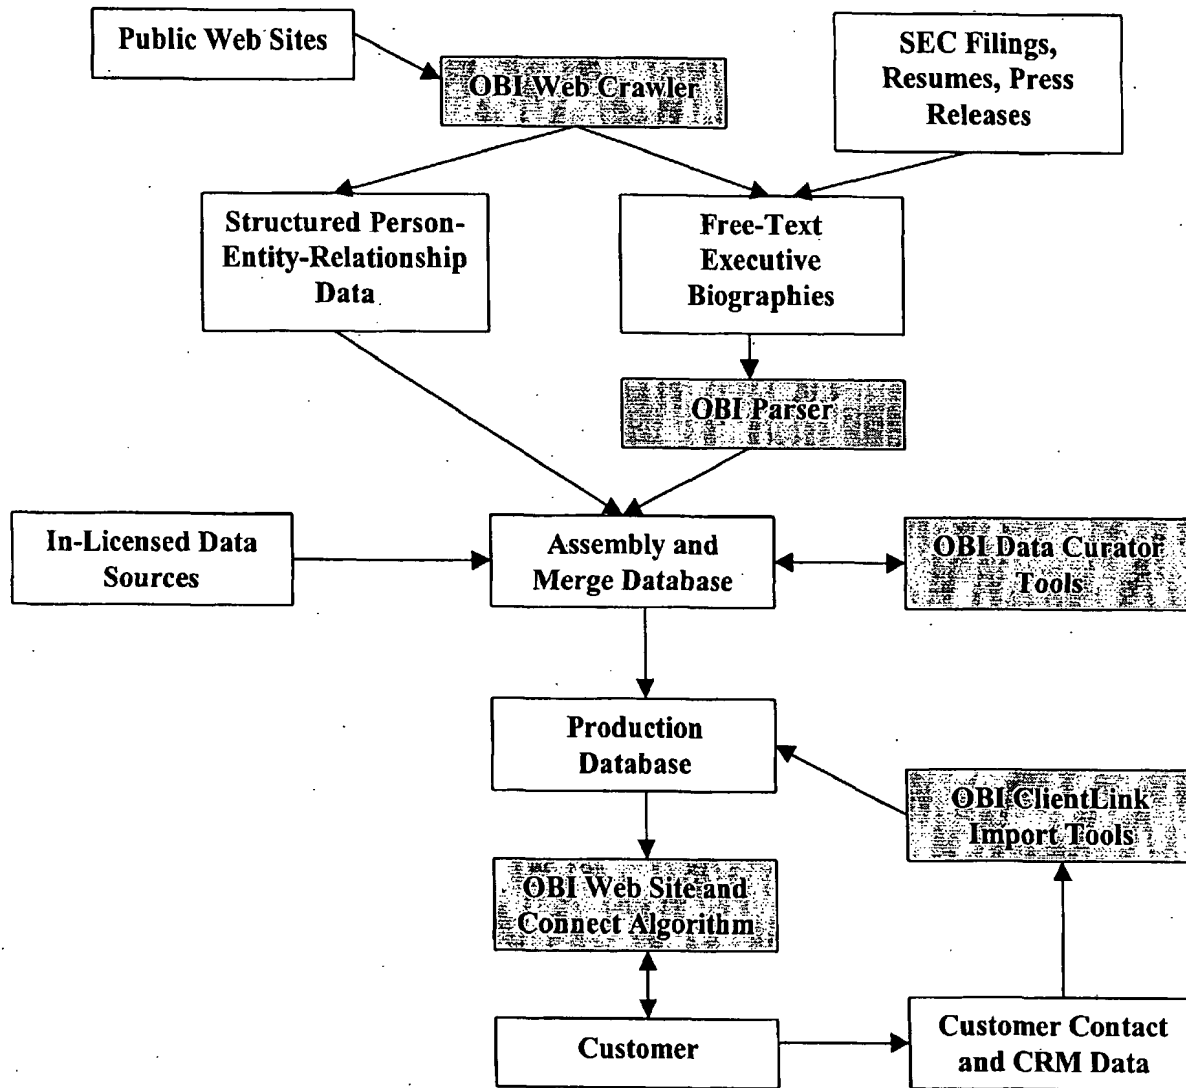 Public Web Sites
OBI Web Crawler
SEC Filings,
Resumes, Press
Releases
Structured Person-
Entity-Relationship
Data
Free-Text
Executive
Biographies
OBI Parser
In-Licensed Data
Sources
Assembly and
Merge Database
OBI Data Curator
Tools
Production
Database
OBI ClientLink
Import Tools
OBI Web Site and
Connect Algorithm
Customer
Customer Contact
and CRM Data